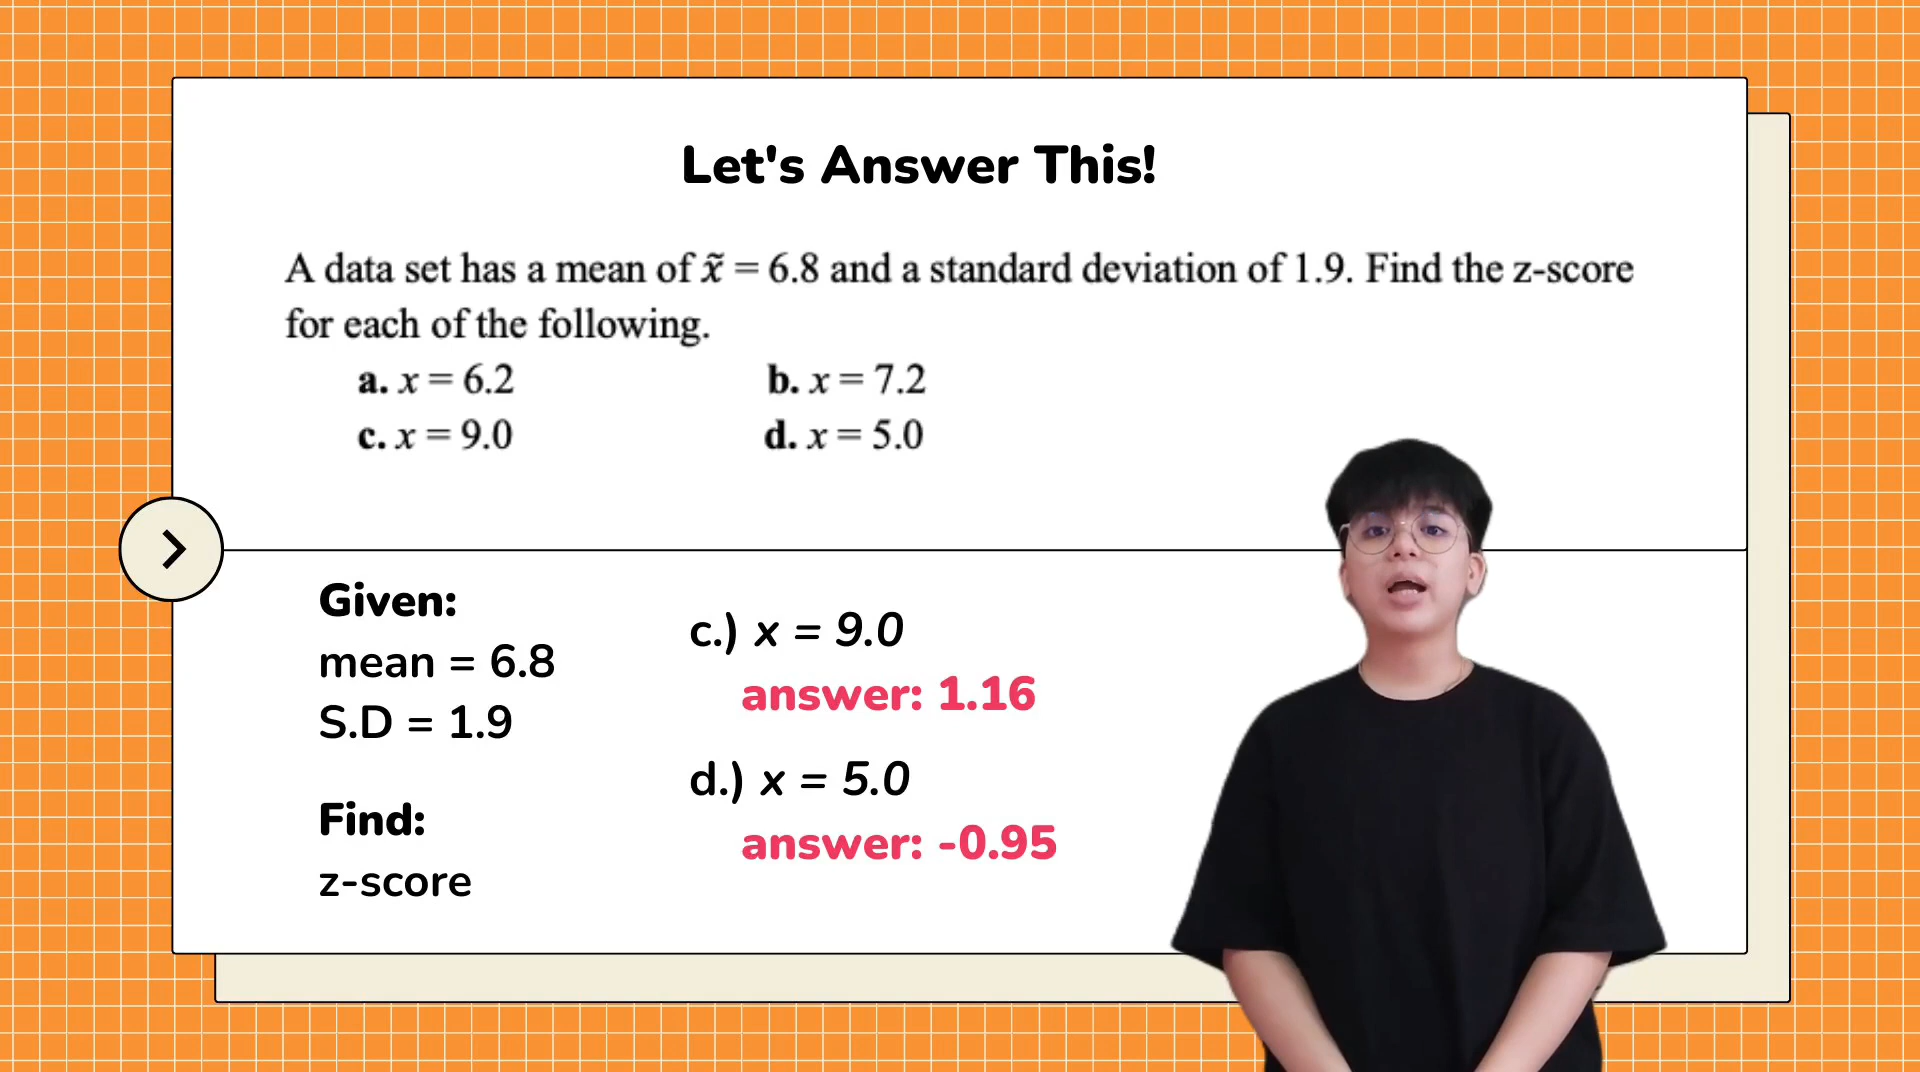 Let's Answer This!
A data set has a mean of x̃ = 6.8 and a standard deviation of 1.9. Find the z-score
for each of the following.
a. x = 6.2 b. x = 7.2
c. x = 9.0 d. x = 5.0
Given:
mean = 6.8
S.D = 1.9
Find:
z-score
c.) x = 9.0
answer: 1.16
d.) x = 5.0
answer: -0.95